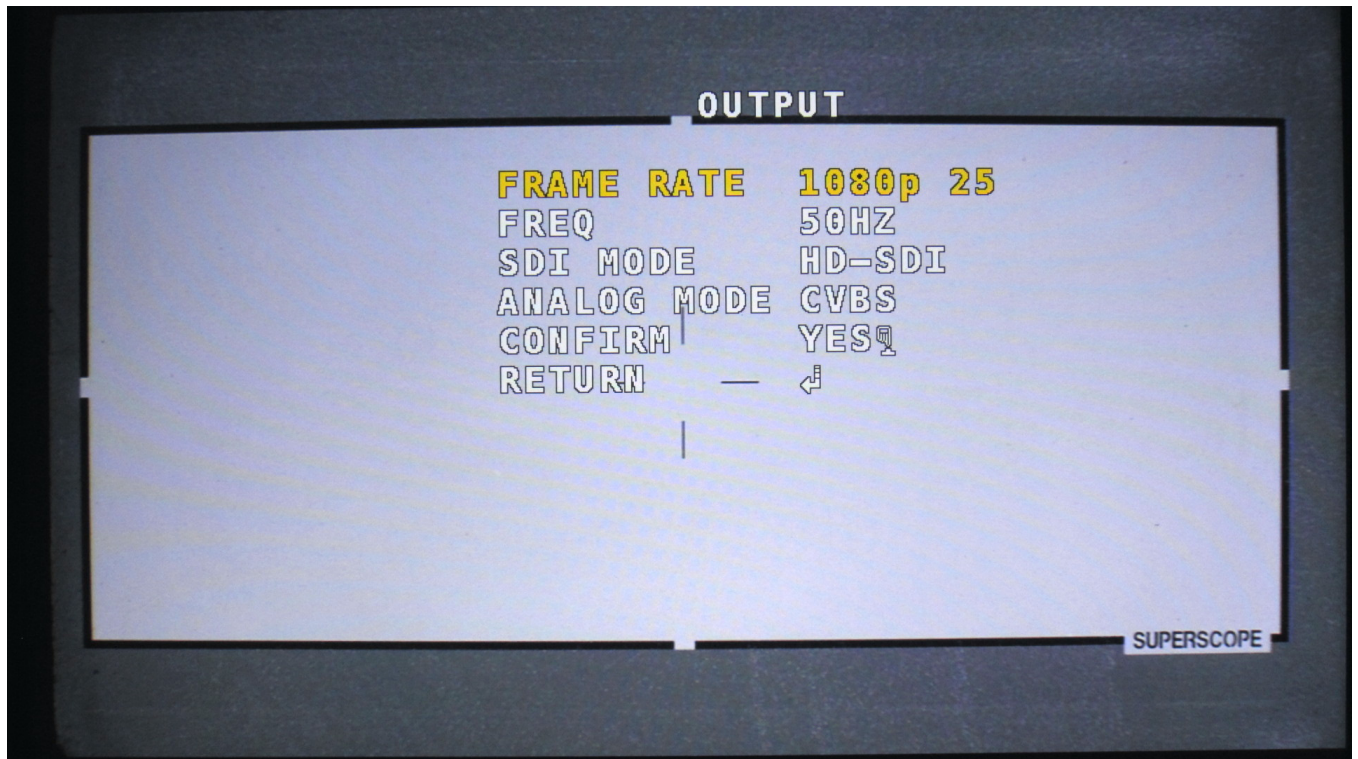 OUTPUT
FRAME RATE 1080p 25
FREQ 50HZ
SDI MODE HD-SDI
ANALOG MODE CVBS
CONFIRM YES
RETURN
SUPERSCOPE